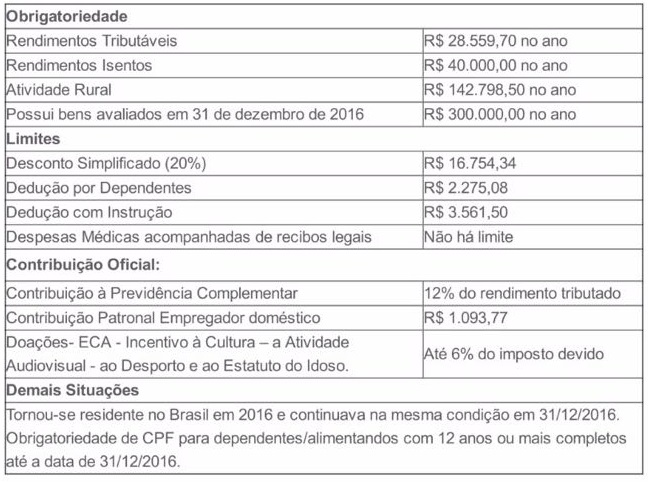 Obrigatoriedade
Rendimentos Tributáveis R$ 28.559,70 no ano
Rendimentos Isentos R$ 40.000,00 no ano
Atividade Rural R$ 142.798,50 no ano
Possui bens avaliados em 31 de dezembro de 2016 R$ 300.000,00 no ano
Limites
Desconto Simplificado (20%) R$ 16.754,34
Dedução por Dependentes R$ 2.275,08
Dedução com Instrução R$ 3.561,50
Despesas Médicas acompanhadas de recibos legais Não há limite
Contribuição Oficial:
Contribuição à Previdência Complementar 12% do rendimento tributado
Contribuição Patronal Empregador doméstico R$ 1.093,77
Doações- ECA - Incentivo à Cultura – a Atividade
Audiovisual - ao Desporto e ao Estatuto do Idoso. Até 6% do imposto devido
Demais Situações
Tornou-se residente no Brasil em 2016 e continuava na mesma condição em 31/12/2016.
Obrigatoriedade de CPF para dependentes/alimentandos com 12 anos ou mais completos
até a data de 31/12/2016.